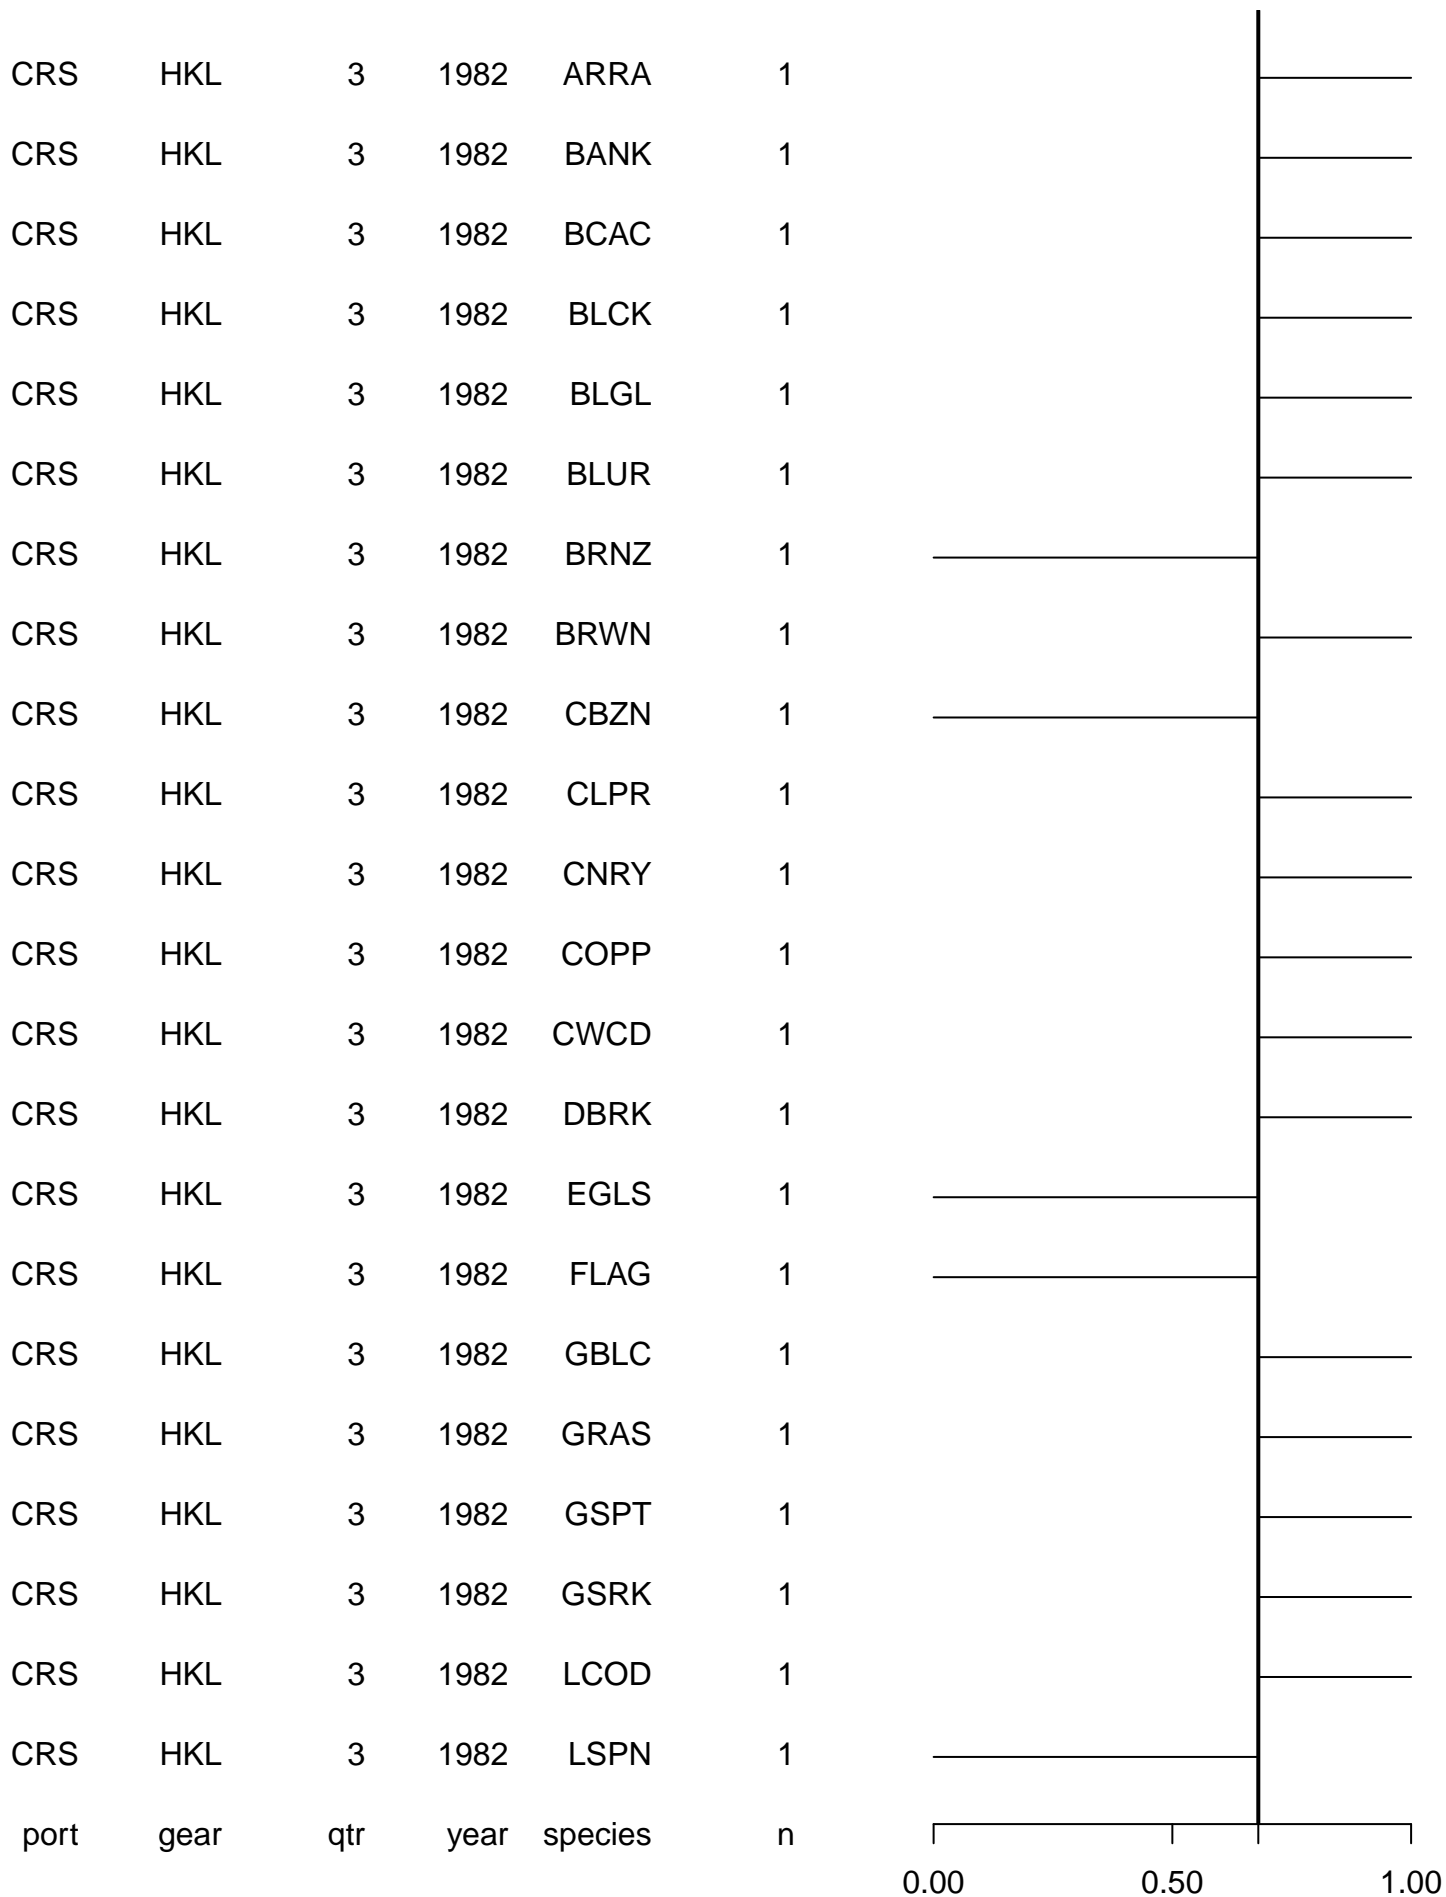 CRS HKL 3 1982 ARRA 1
CRS HKL 3 1982 BANK 1
CRS HKL 3 1982 BCAC 1
CRS HKL 3 1982 BLCK 1
CRS HKL 3 1982 BLGL 1
CRS HKL 3 1982 BLUR 1
CRS HKL 3 1982 BRNZ 1
CRS HKL 3 1982 BRWN 1
CRS HKL 3 1982 CBZN 1
CRS HKL 3 1982 CLPR 1
CRS HKL 3 1982 CNRY 1
CRS HKL 3 1982 COPP 1
CRS HKL 3 1982 CWCD 1
CRS HKL 3 1982 DBRK 1
CRS HKL 3 1982 EGLS 1
CRS HKL 3 1982 FLAG 1
CRS HKL 3 1982 GBLC 1
CRS HKL 3 1982 GRAS 1
CRS HKL 3 1982 GSPT 1
CRS HKL 3 1982 GSRK 1
CRS HKL 3 1982 LCOD 1
CRS HKL 3 1982 LSPN 1
port gear qtr year species n
0.00 0.50 1.00